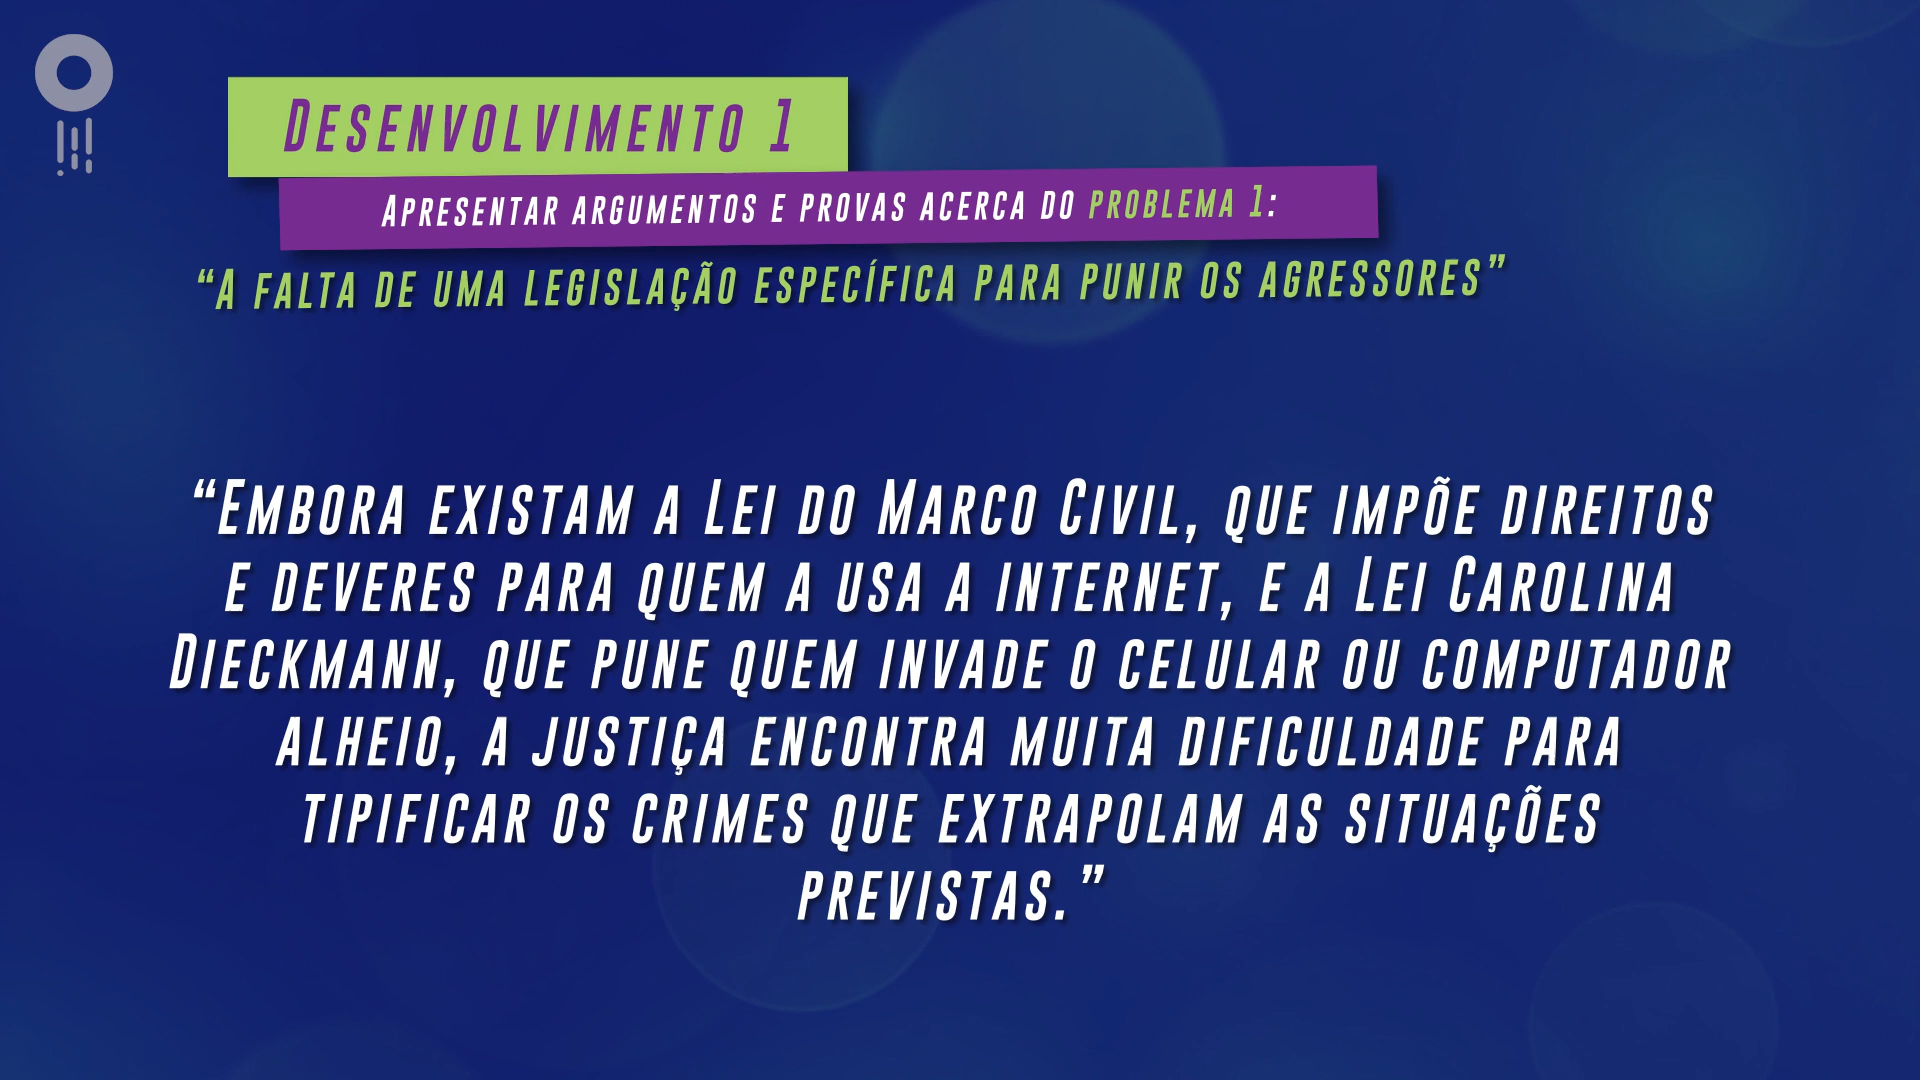 Desenvolvimento 1
Apresentar argumentos e provas acerca do problema 1:
“A falta de uma legislação específica para punir os agressores”
“Embora existam a Lei do Marco Civil, que impõe direitos
e deveres para quem a usa a internet, e a Lei Carolina
Dieckmann, que pune quem invade o celular ou computador
alheio, a justiça encontra muita dificuldade para
tipificar os crimes que extrapolam as situações
previstas.”